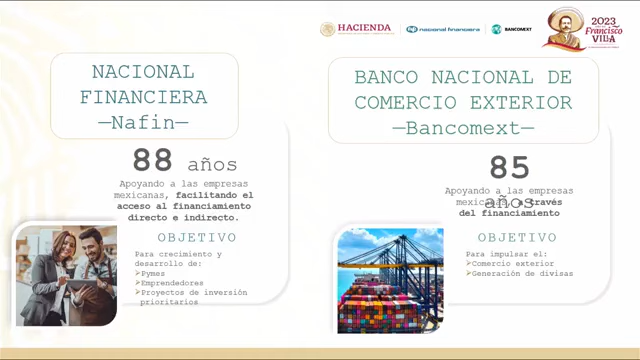 HACIENDA
nacional financiera
BANCOMEXT
2023
Francisco
VILLA
NACIONAL
FINANCIERA
—Nafin—
88 años
Apoyando a las empresas
mexicanas, facilitando el
acceso al financiamiento
directo e indirecto.
OBJETIVO
Para crecimiento y
desarrollo de:
➢Pymes
➢Emprendedores
➢Proyectos de inversión
prioritarios
BANCO NACIONAL DE
COMERCIO EXTERIOR
—Bancomext—
85
años
Apoyando a las empresas
mexicanas, a través
del financiamiento
OBJETIVO
Para impulsar el:
➢Comercio exterior
➢Generación de divisas